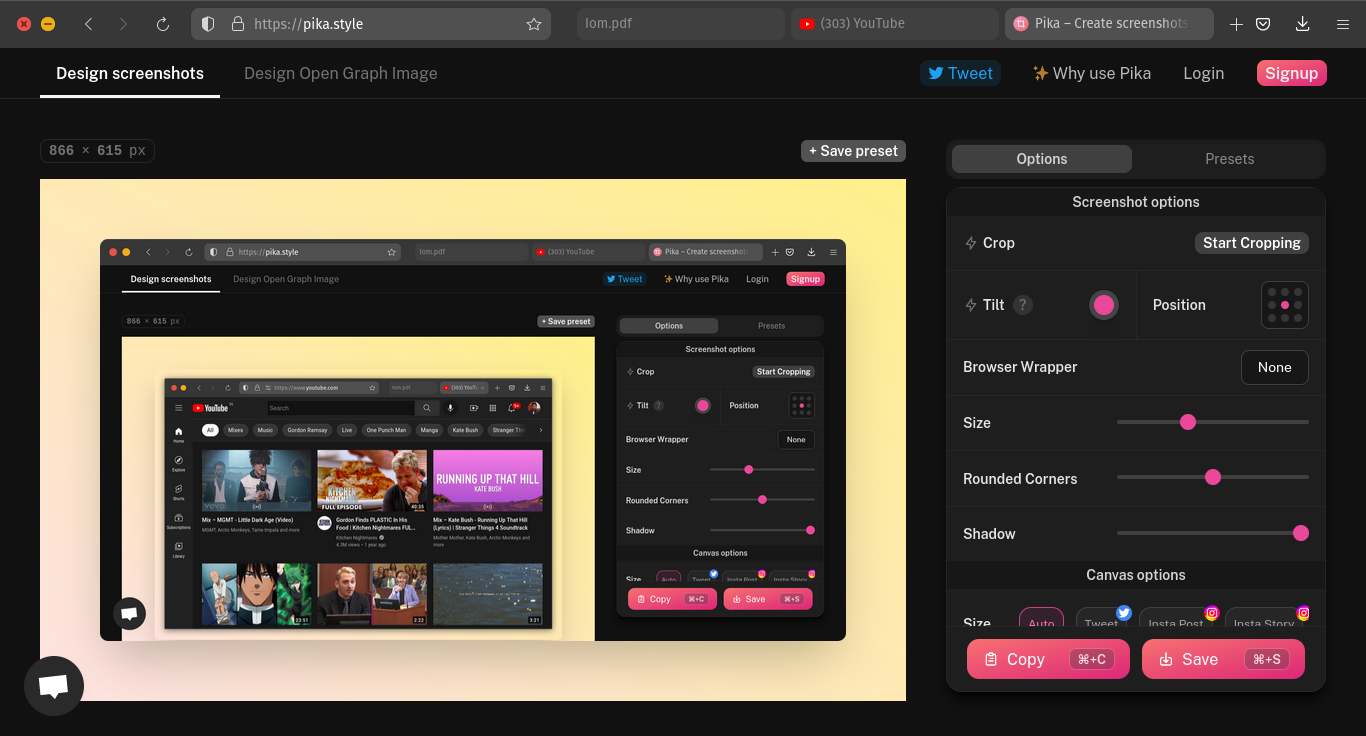 https://pika.style
lom.pdf
(303) YouTube
Pika – Create screenshots
Design screenshots
Design Open Graph Image
Tweet
✨ Why use Pika
Login
Signup
866 × 615 px
+ Save preset
https://pika.style
lom.pdf
(303) YouTube
Pika – Create screenshots
Design screenshots
Design Open Graph Image
Tweet
✨ Why use Pika
Login
Signup
866 × 615 px
+ Save preset
https://www.youtube.com
lom.pdf
(303) YouT
YouTube
Search
9+
Home
Explore
Shorts
Subscriptions
Library
All
Mixes
Music
Gordon Ramsay
Live
One Punch Man
Manga
Kate Bush
Stranger Th
vevo
KITCHEN
NIGHTMARES
FULL EPISODE
40:35
RUNNING UP THAT HILL
KATE BUSH
Mix – MGMT - Little Dark Age (Video)
MGMT, Arctic Monkeys, Tame Impala and more
Gordon Finds PLASTIC In His
Food | Kitchen Nightmares FUL...
Kitchen Nightmares
4.3M views • 1 year ago
Mix – Kate Bush - Running Up That Hill
(Lyrics) | Stranger Things 4 Soundtrack
Mother Mother, Kate Bush, Arctic Monkeys and
more
23:51
2:22
3:21
Options
Presets
Screenshot options
Crop
Start Cropping
Tilt
?
Position
Browser Wrapper
None
Size
Rounded Corners
Shadow
Canvas options
Size
Auto
Tweet
Insta Post
Insta Story
Copy
⌘+C
Save
⌘+S
Options
Presets
Screenshot options
Crop
Start Cropping
Tilt
?
Position
Browser Wrapper
None
Size
Rounded Corners
Shadow
Canvas options
Size
Auto
Tweet
Insta Post
Insta Story
Copy
⌘+C
Save
⌘+S